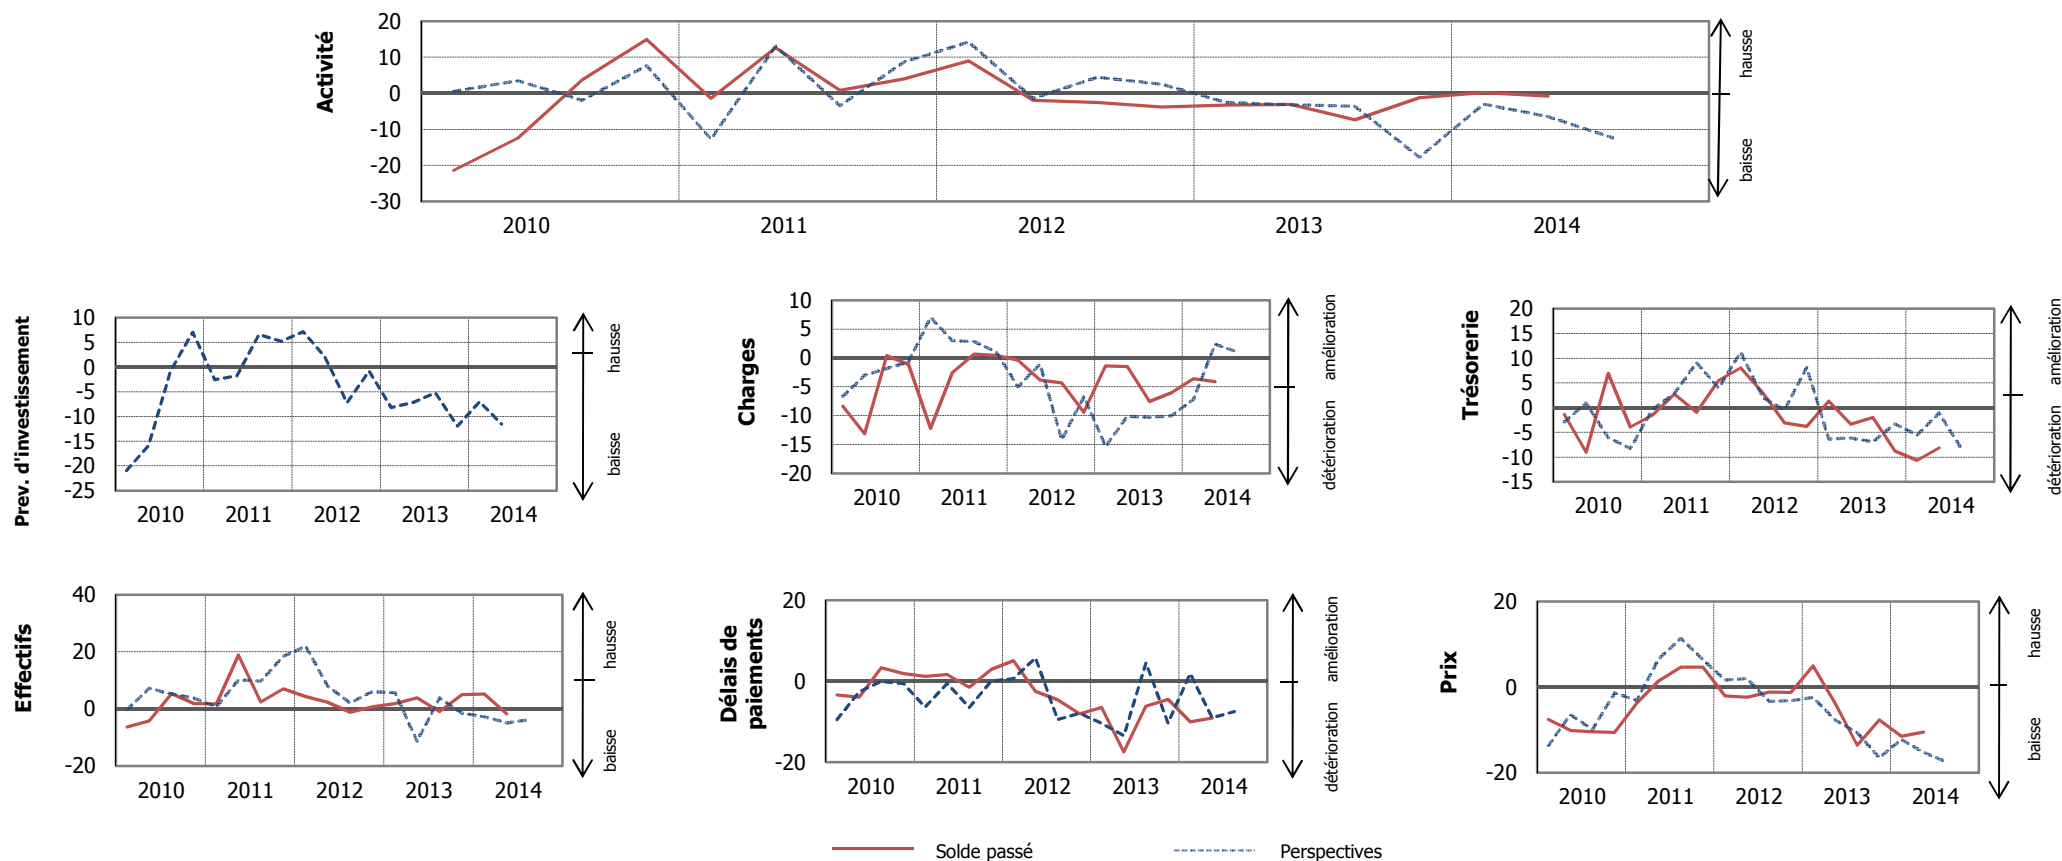 Activité
20
10
0
-10
-20
-30
2010 2011 2012 2013 2014
hausse
baisse
Prev. d'investissement
10
5
0
-5
-10
-15
-20
-25
2010 2011 2012 2013 2014
hausse
baisse
Charges
10
5
0
-5
-10
-15
-20
2010 2011 2012 2013 2014
amélioration
détérioration
Trésorerie
20
15
10
5
0
-5
-10
-15
2010 2011 2012 2013 2014
amélioration
détérioration
Effectifs
40
20
0
-20
2010 2011 2012 2013 2014
hausse
baisse
Délais de
paiements
20
0
-20
2010 2011 2012 2013 2014
amélioration
détérioration
Prix
20
0
-20
2010 2011 2012 2013 2014
hausse
baisse
Solde passé Perspectives